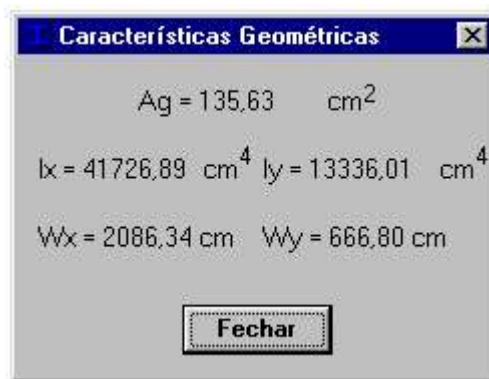 Características Geométricas
Ag = 135,63 cm2
Ix = 41726,89 cm4 Iy = 13336,01 cm4
Wx = 2086,34 cm Wy = 666,80 cm
Fechar